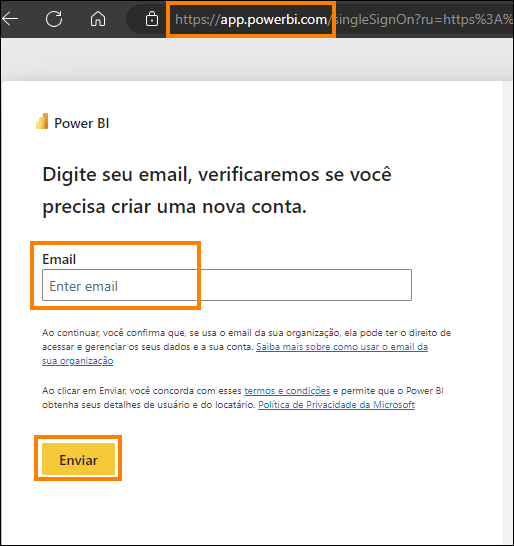 https://app.powerbi.com/singleSignOn?ru=https%3A%
Power BI
Digite seu email, verificaremos se você
precisa criar uma nova conta.
Email
Enter email
Ao continuar, você confirma que, se usa o email da sua organização, ela pode ter o direito de
acessar e gerenciar os seus dados e a sua conta. Saiba mais sobre como usar o email da
sua organização
Ao clicar em Enviar, você concorda com esses termos e condições e permite que o Power BI
obtenha seus detalhes de usuário e do locatário. Política de Privacidade da Microsoft
Enviar